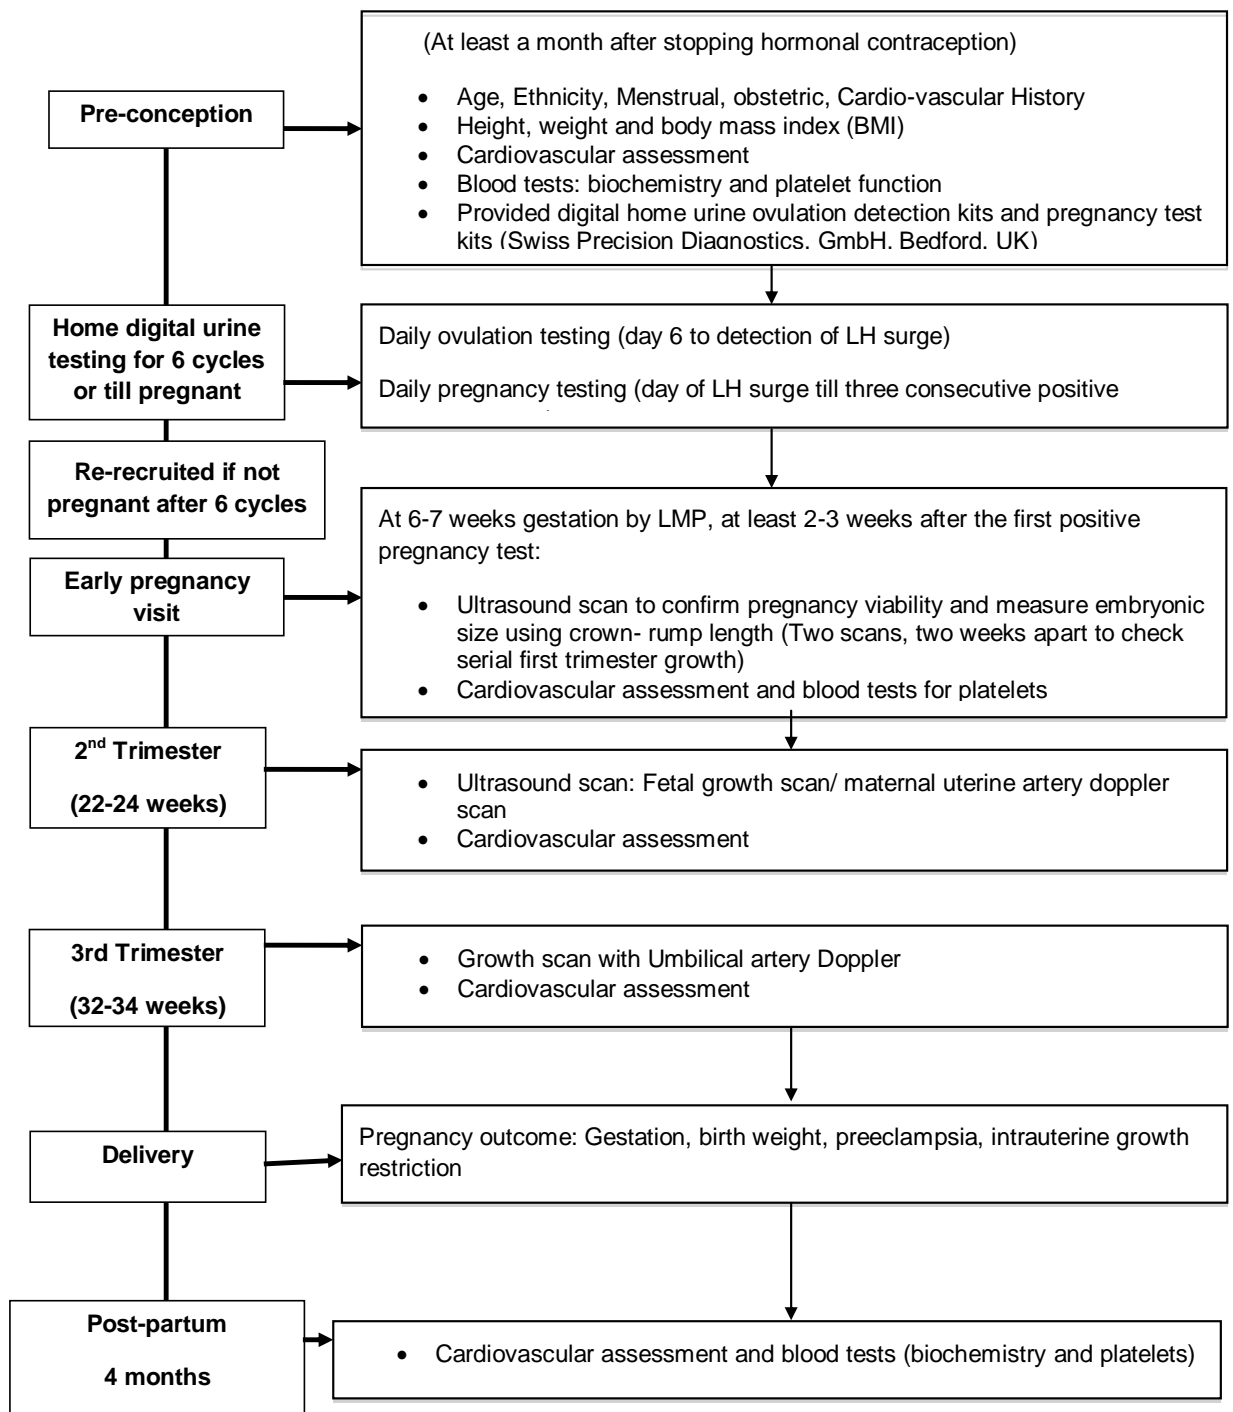 Pre-conception
(At least a month after stopping hormonal contraception)
• Age, Ethnicity, Menstrual, obstetric, Cardio-vascular History
• Height, weight and body mass index (BMI)
• Cardiovascular assessment
• Blood tests: biochemistry and platelet function
• Provided digital home urine ovulation detection kits and pregnancy test
kits (Swiss Precision Diagnostics, GmbH, Bedford, UK)
Home digital urine
testing for 6 cycles
or till pregnant
Daily ovulation testing (day 6 to detection of LH surge)
Daily pregnancy testing (day of LH surge till three consecutive positive
Re-recruited if not
pregnant after 6 cycles
Early pregnancy
visit
At 6-7 weeks gestation by LMP, at least 2-3 weeks after the first positive
pregnancy test:
• Ultrasound scan to confirm pregnancy viability and measure embryonic
size using crown- rump length (Two scans, two weeks apart to check
serial first trimester growth)
• Cardiovascular assessment and blood tests for platelets
2nd Trimester
(22-24 weeks)
• Ultrasound scan: Fetal growth scan/ maternal uterine artery doppler
scan
• Cardiovascular assessment
3rd Trimester
(32-34 weeks)
• Growth scan with Umbilical artery Doppler
• Cardiovascular assessment
Delivery
Pregnancy outcome: Gestation, birth weight, preeclampsia, intrauterine growth
restriction
Post-partum
4 months
• Cardiovascular assessment and blood tests (biochemistry and platelets)